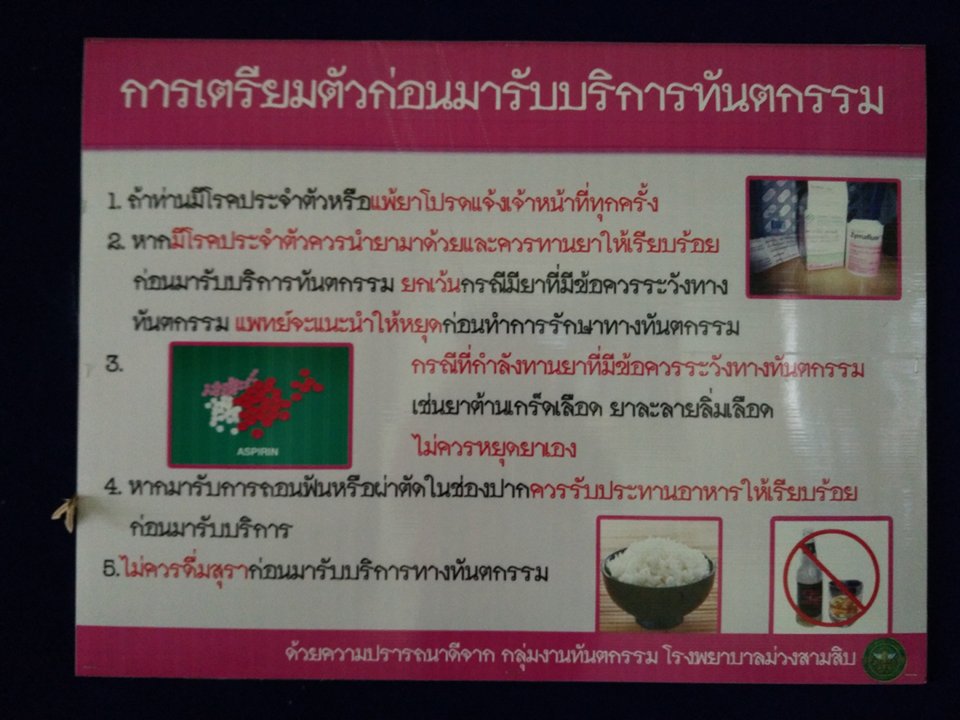 การเตรียมตัวก่อนมารับบริการทันตกรรม
1. ถ้าท่านมีโรคประจำตัวหรือแพ้ยาโปรดแจ้งเจ้าหน้าที่ทุกครั้ง
2. หากมีโรคประจำตัวควรนำยามาด้วยและควรทานยาให้เรียบร้อย
ก่อนมารับบริการทันตกรรม ยกเว้นกรณีมียาที่มีข้อควรระวังทาง
ทันตกรรม แพทย์จะแนะนำให้หยุดก่อนทำการรักษาทางทันตกรรม
3. กรณีที่กำลังทานยาที่มีข้อควรระวังทางทันตกรรม
เช่นยาต้านเกร็ดเลือด ยาละลายลิ่มเลือด
ไม่ควรหยุดยาเอง
ASPIRIN
4. หากมารับการถอนฟันหรือผ่าตัดในช่องปากควรรับประทานอาหารให้เรียบร้อย
ก่อนมารับบริการ
5.ไม่ควรดื่มสุราก่อนมารับบริการทางทันตกรรม
ด้วยความปรารถนาดีจาก กลุ่มงานทันตกรรม โรงพยาบาลม่วงสามสิบ